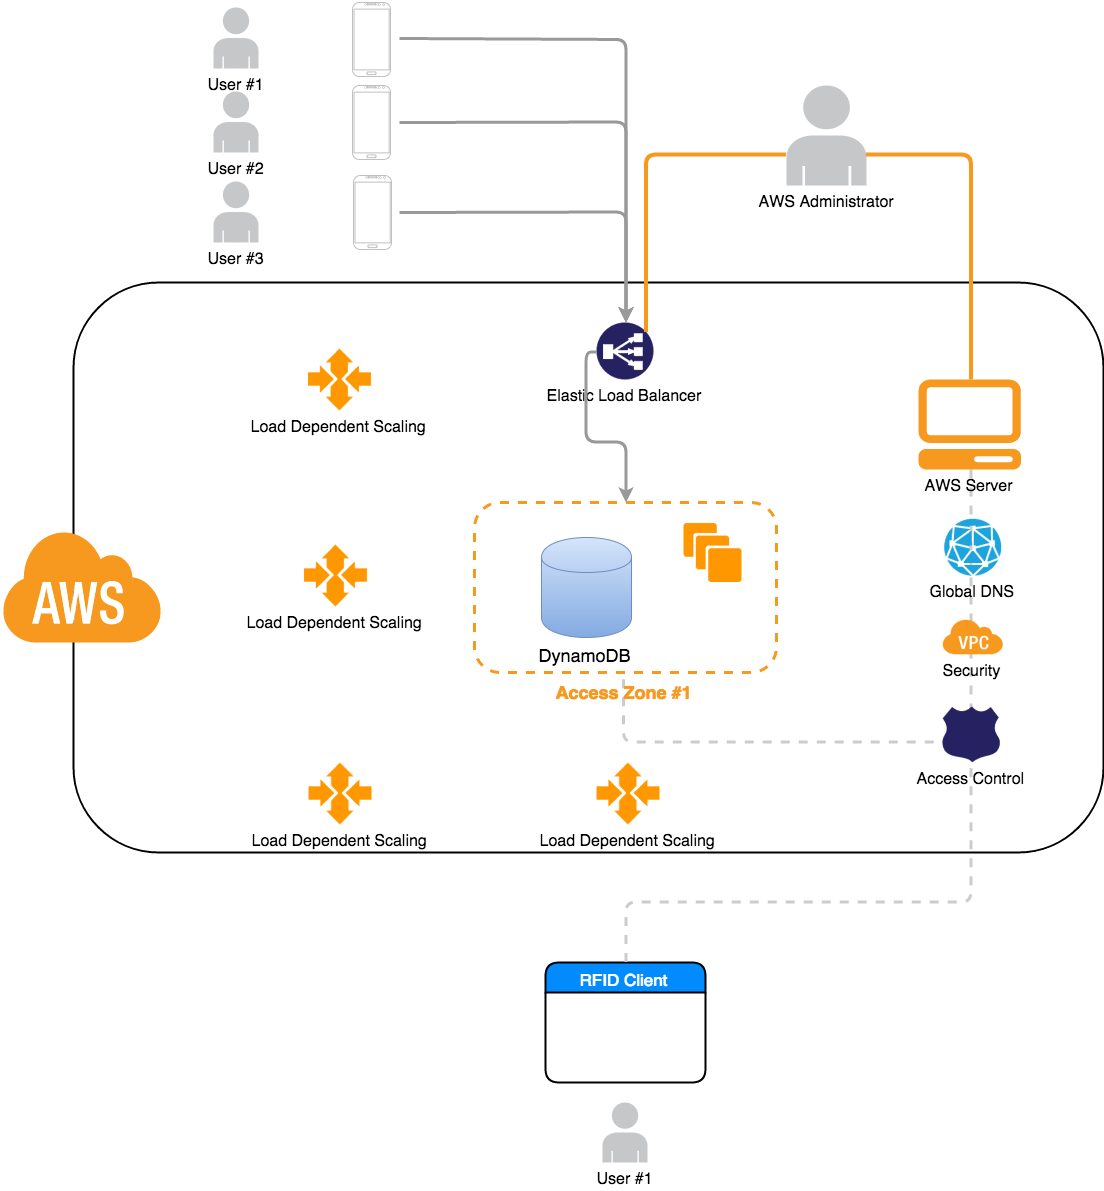 User #1
User #2
User #3
AWS Administrator
Elastic Load Balancer
Load Dependent Scaling
AWS Server
AWS
Global DNS
Load Dependent Scaling
VPC
Security
DynamoDB
Access Zone #1
Access Control
Load Dependent Scaling
Load Dependent Scaling
RFID Client
User #1